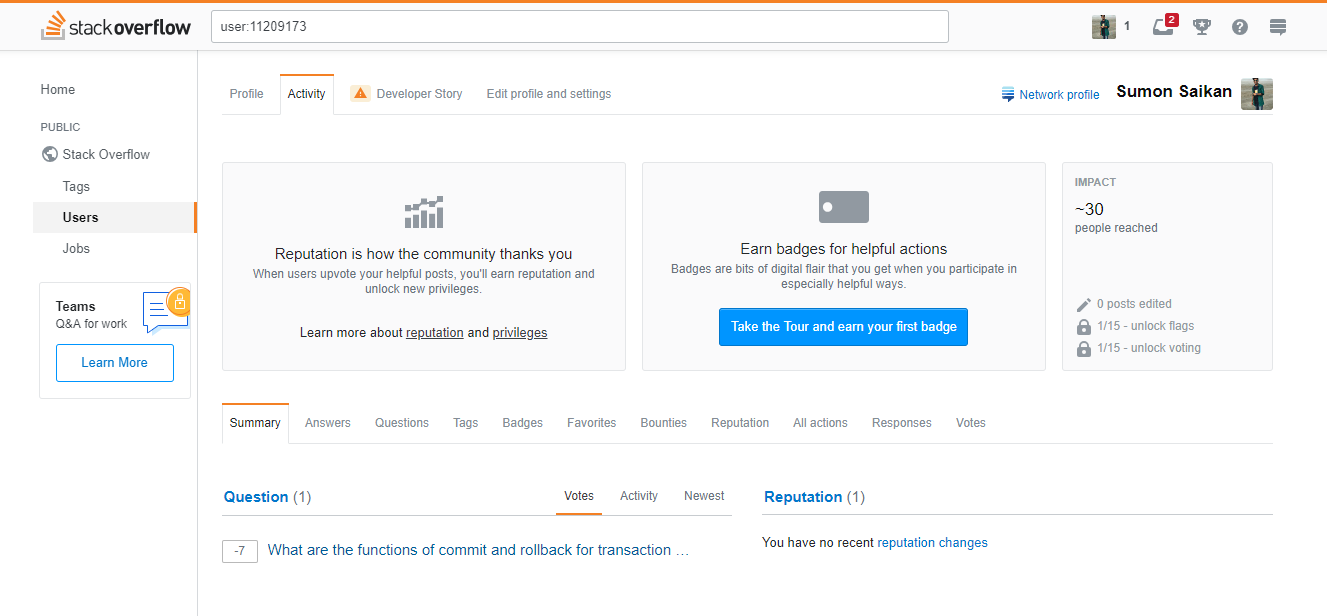 stackoverflow
user:11209173
1
2
Home
PUBLIC
Stack Overflow
Tags
Users
Jobs
Teams
Q&A for work
Learn More
Profile
Activity
Developer Story
Edit profile and settings
Network profile
Sumon Saikan
Reputation is how the community thanks you
When users upvote your helpful posts, you'll earn reputation and
unlock new privileges.
Learn more about reputation and privileges
Earn badges for helpful actions
Badges are bits of digital flair that you get when you participate in
especially helpful ways.
Take the Tour and earn your first badge
IMPACT
~30
people reached
0 posts edited
1/15 - unlock flags
1/15 - unlock voting
Summary
Answers
Questions
Tags
Badges
Favorites
Bounties
Reputation
All actions
Responses
Votes
Question (1)
Votes
Activity
Newest
-7
What are the functions of commit and rollback for transaction …
Reputation (1)
You have no recent reputation changes